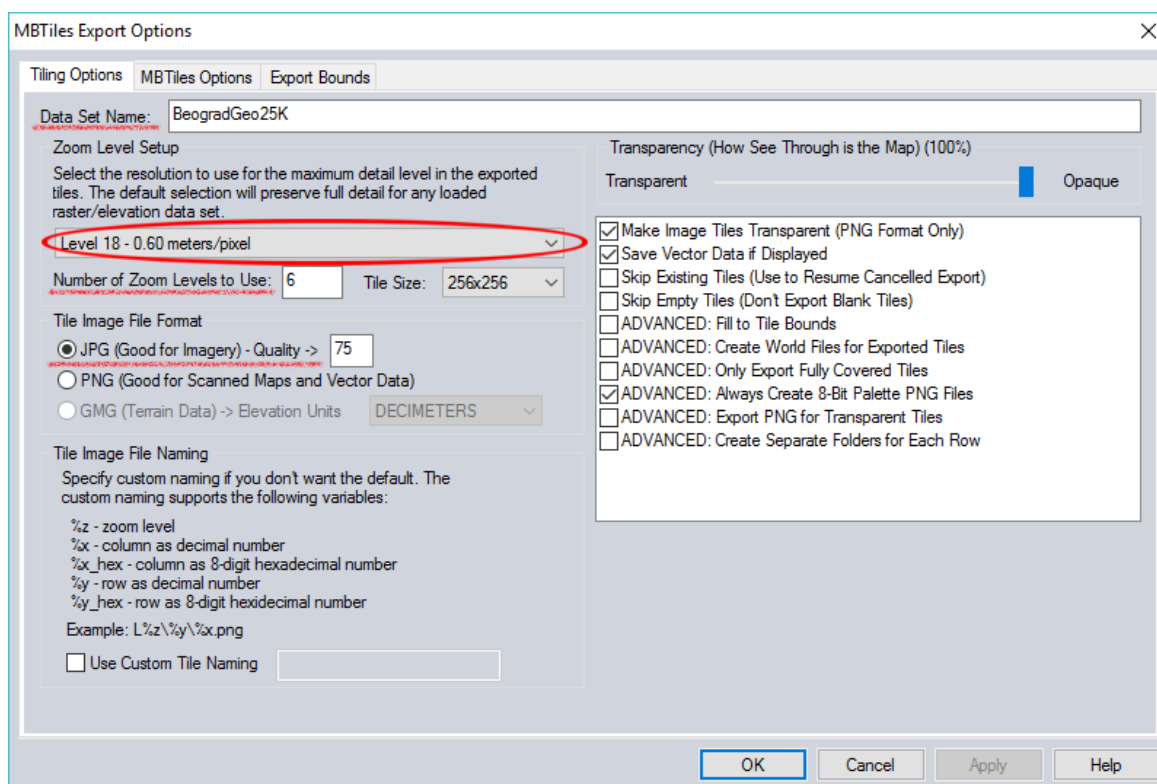 MBTiles Export Options
Tiling Options MBTiles Options Export Bounds
Data Set Name: BeogradGeo25K
Zoom Level Setup
Select the resolution to use for the maximum detail level in the exported
tiles. The default selection will preserve full detail for any loaded
raster/elevation data set.
Level 18 - 0.60 meters/pixel
Number of Zoom Levels to Use: 6 Tile Size: 256x256
Tile Image File Format
JPG (Good for Imagery) - Quality -> 75
PNG (Good for Scanned Maps and Vector Data)
GMG (Terrain Data) -> Elevation Units DECIMETERS
Tile Image File Naming
Specify custom naming if you don't want the default. The
custom naming supports the following variables:
%z - zoom level
%x - column as decimal number
%x_hex - column as 8-digit hexadecimal number
%y - row as decimal number
%y_hex - row as 8-digit hexidecimal number
Example: L%z\%y\%x.png
Use Custom Tile Naming
Transparency (How See Through is the Map) (100%)
Transparent Opaque
Make Image Tiles Transparent (PNG Format Only)
Save Vector Data if Displayed
Skip Existing Tiles (Use to Resume Cancelled Export)
Skip Empty Tiles (Don't Export Blank Tiles)
ADVANCED: Fill to Tile Bounds
ADVANCED: Create World Files for Exported Tiles
ADVANCED: Only Export Fully Covered Tiles
ADVANCED: Always Create 8-Bit Palette PNG Files
ADVANCED: Export PNG for Transparent Tiles
ADVANCED: Create Separate Folders for Each Row
OK Cancel Apply Help